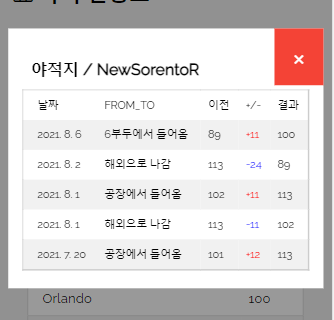 야적지 / NewSorentoR
×
날짜 FROM_TO 이전 +/- 결과
2021. 8. 6 6부두에서 들어옴 89 +11 100
2021. 8. 2 해외으로 나감 113 -24 89
2021. 8. 1 공장에서 들어옴 102 +11 113
2021. 8. 1 해외으로 나감 113 -11 102
2021. 7. 20 공장에서 들어옴 101 +12 113
Orlando 100